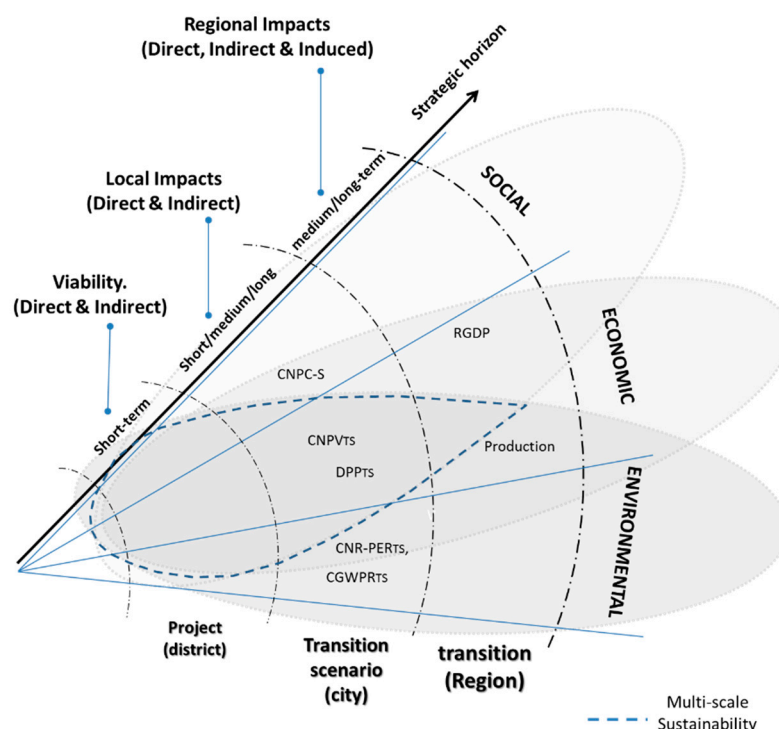 Regional Impacts
(Direct, Indirect & Induced)
Strategic horizon
Local Impacts
(Direct & Indirect)
medium/long-term
SOCIAL
Viability.
(Direct & Indirect)
Short/medium/long
RGDP
ECONOMIC
CNPC-S
Short-term
CNPVTS
Production
DPPTS
ENVIRONMENTAL
CNR-PERTS,
CGWPRTS
Project
(district)
Transition
scenario
(city)
transition
(Region)
Multi-scale
Sustainability